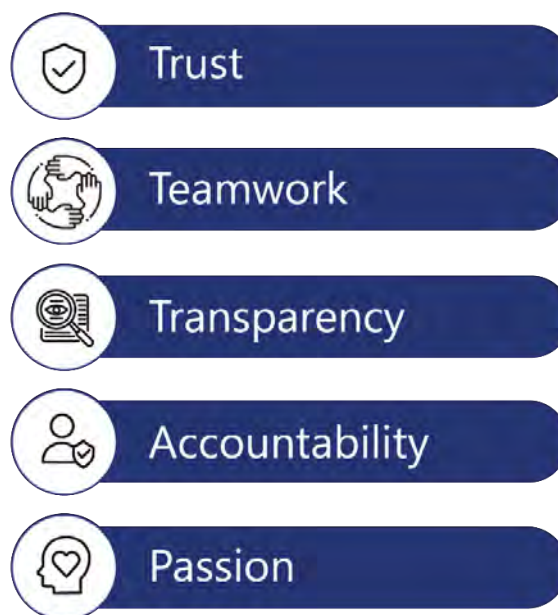 Trust
Teamwork
Transparency
Accountability
Passion